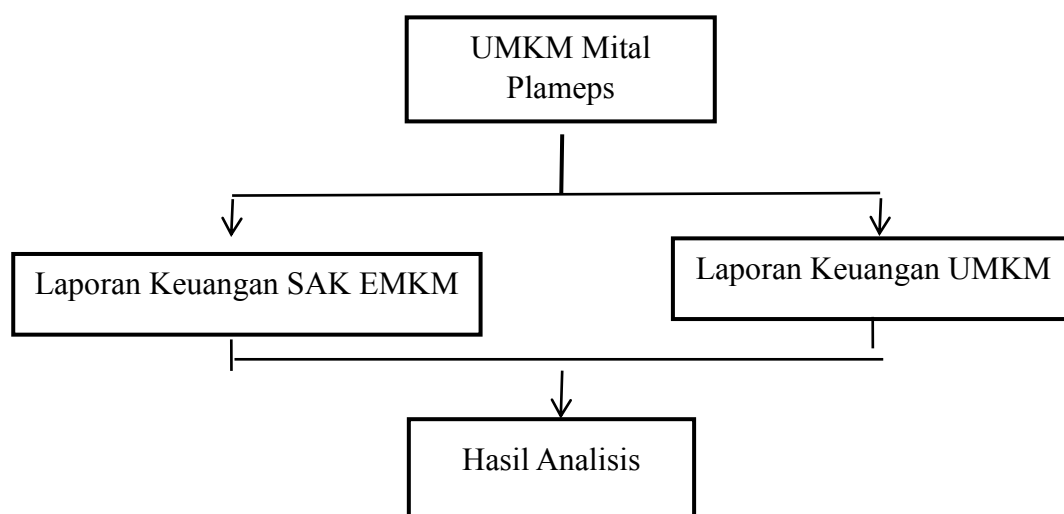 UMKM Mital
Plameps
Laporan Keuangan SAK EMKM
Laporan Keuangan UMKM
Hasil Analisis